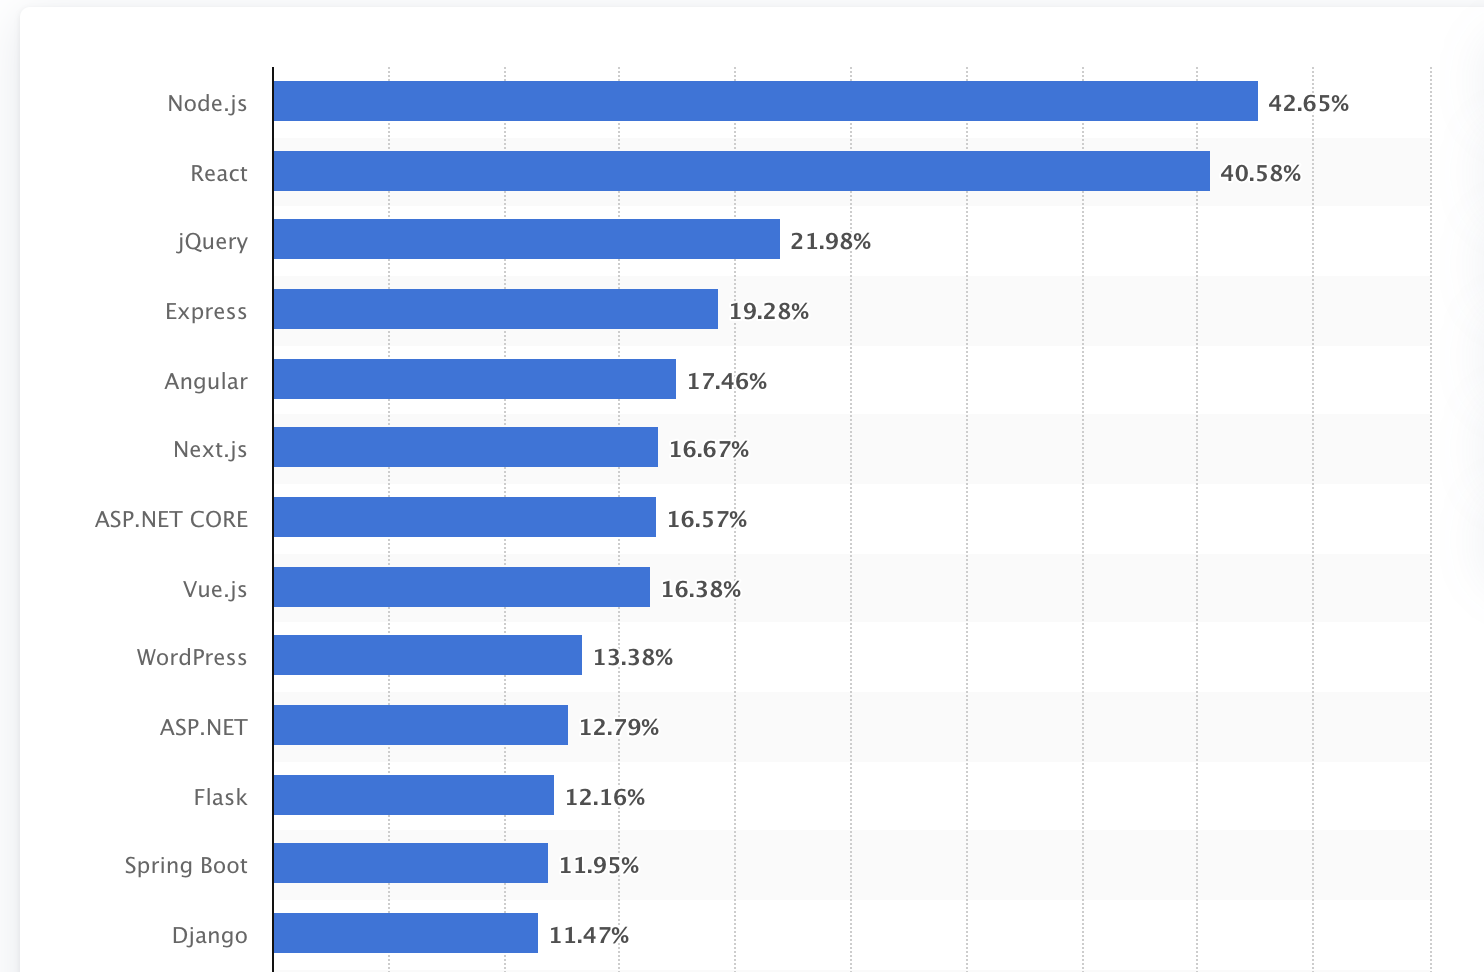 Node.js 42.65%
React 40.58%
jQuery 21.98%
Express 19.28%
Angular 17.46%
Next.js 16.67%
ASP.NET CORE 16.57%
Vue.js 16.38%
WordPress 13.38%
ASP.NET 12.79%
Flask 12.16%
Spring Boot 11.95%
Django 11.47%